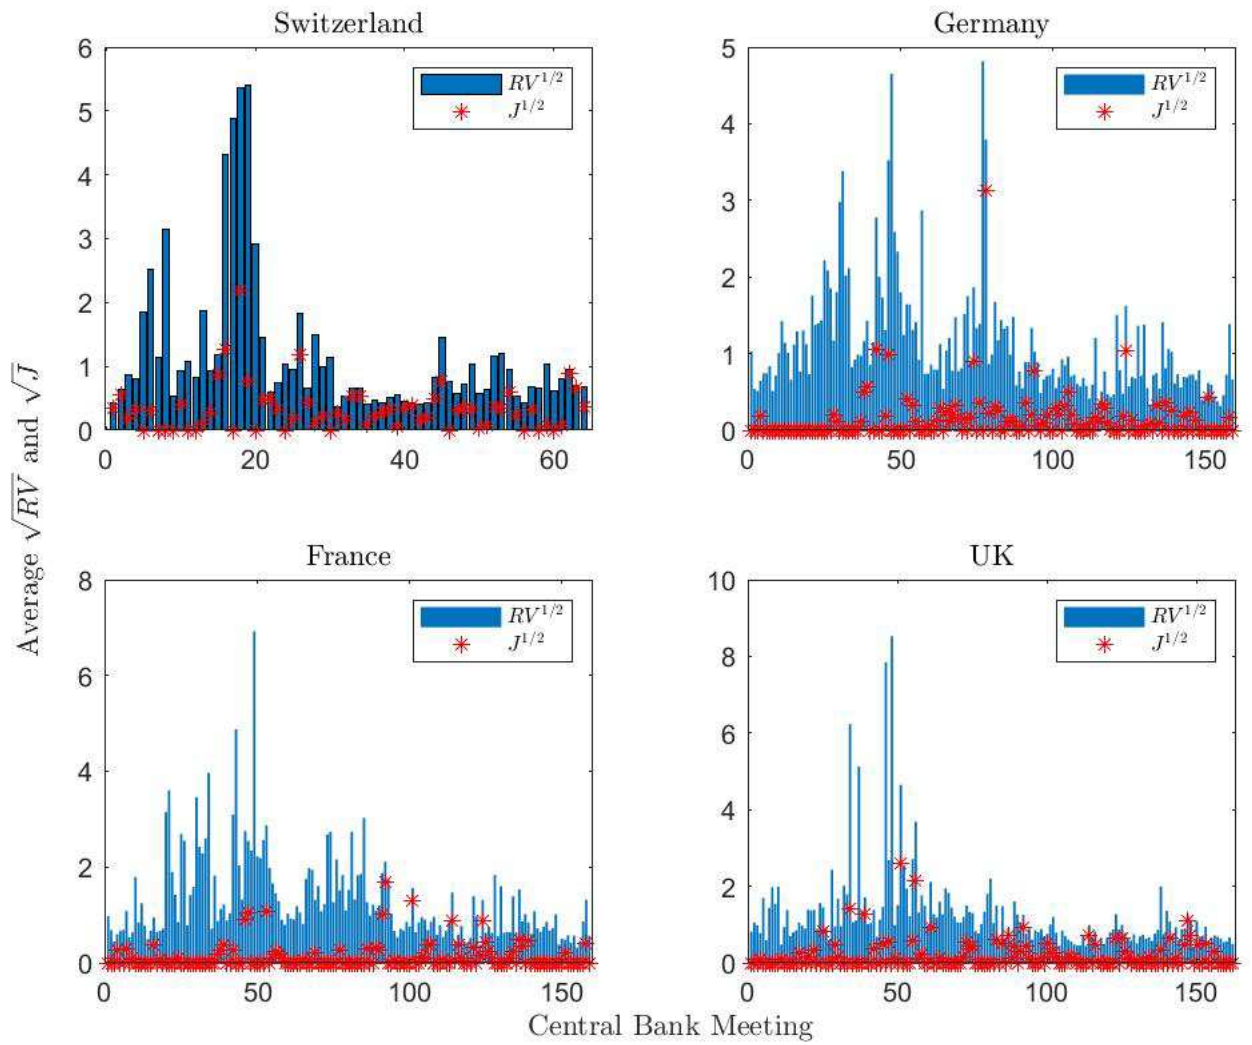 Switzerland
6
5
4
3
2
1
0
0 20 40 60
RV^{1/2}
J^{1/2}
Germany
5
4
3
2
1
0
0 50 100 150
RV^{1/2}
J^{1/2}
Average √RV and √J
France
8
6
4
2
0
0 50 100 150
RV^{1/2}
J^{1/2}
UK
10
8
6
4
2
0
0 50 100 150
RV^{1/2}
J^{1/2}
Central Bank Meeting